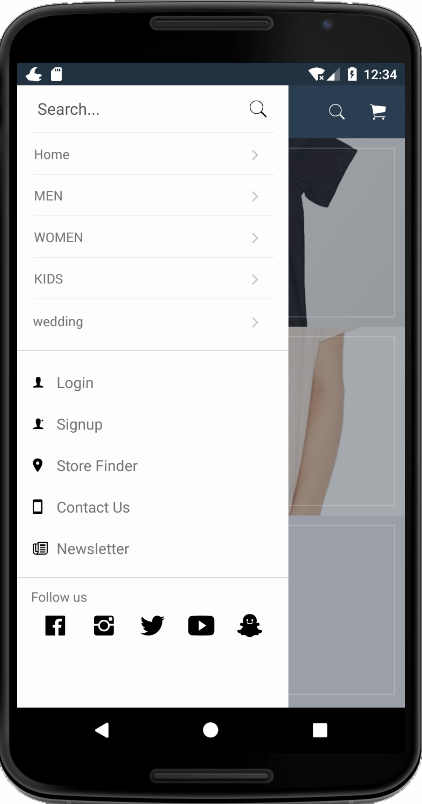 12:34
Search...
Home
MEN
WOMEN
KIDS
wedding
Login
Signup
Store Finder
Contact Us
Newsletter
Follow us